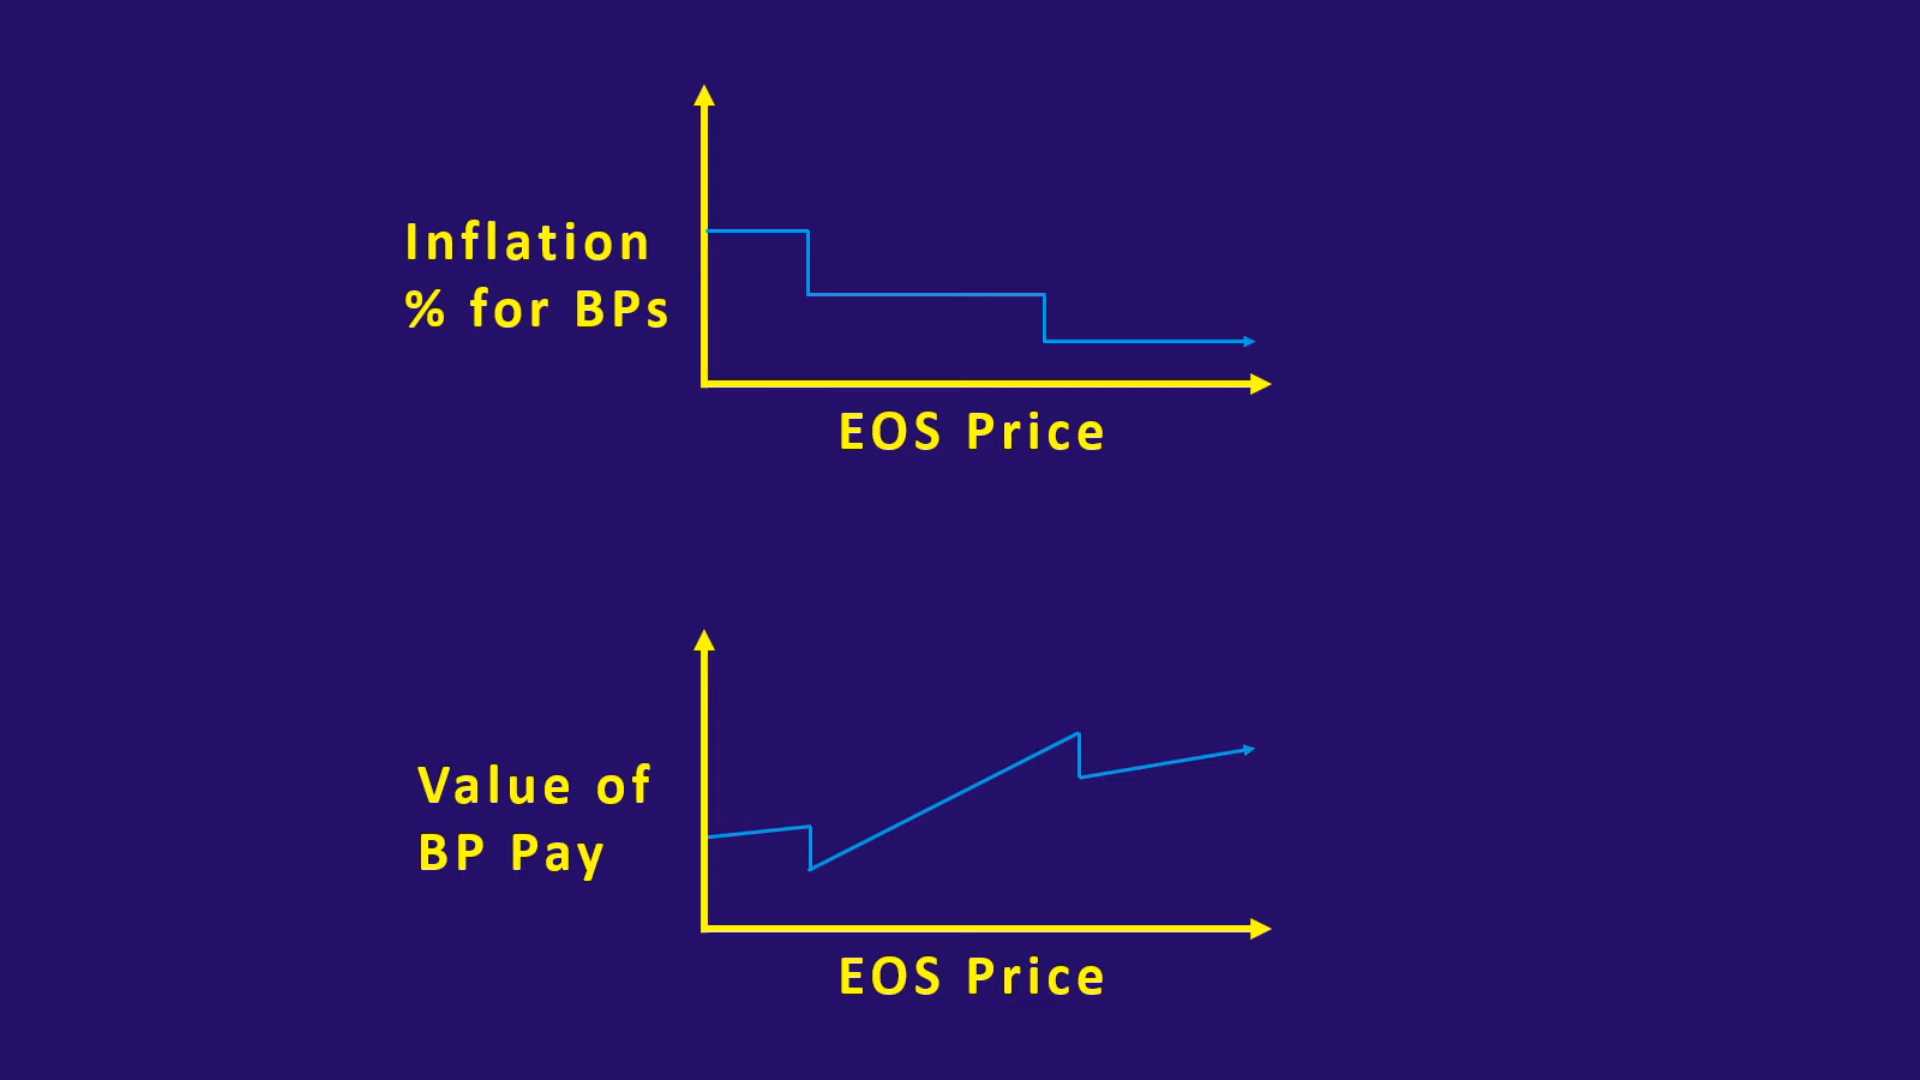 Inflation
% for BPs
EOS Price
Value of
BP Pay
EOS Price